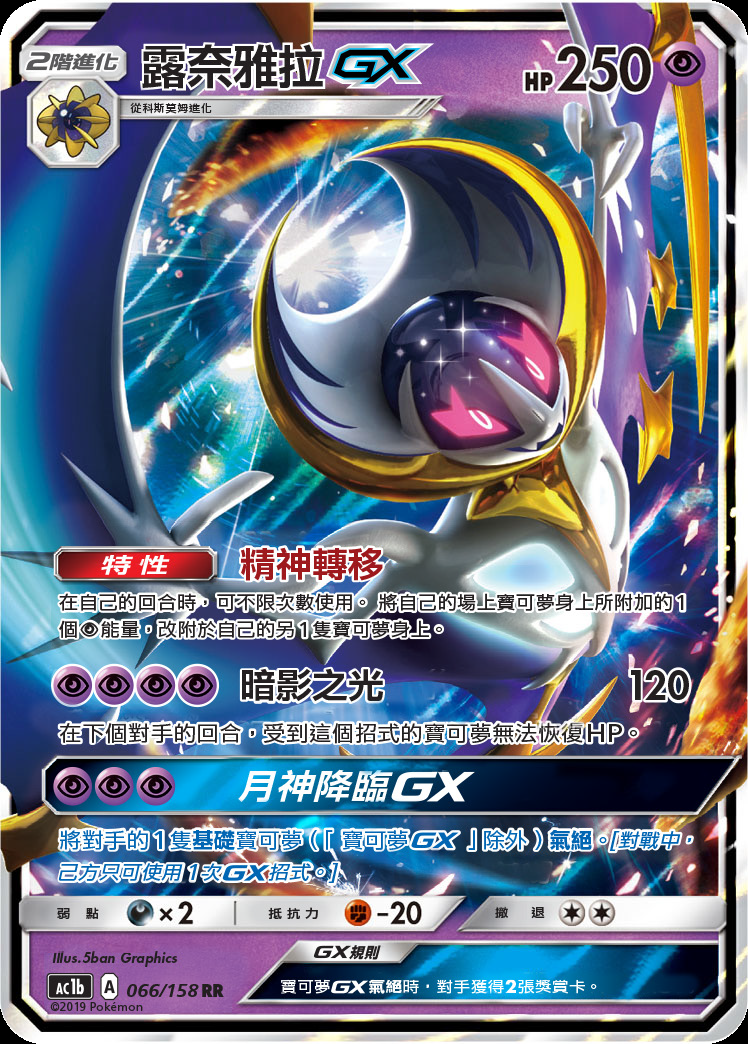 2階進化
露奈雅拉GX
HP250
從科斯莫姆進化
特性 精神轉移
在自己的回合時，可不限次數使用。 將自己的場上寶可夢身上所附加的1
個能量，改附於自己的另1隻寶可夢身上。
暗影之光 120
在下個對手的回合，受到這個招式的寶可夢無法恢復HP。
月神降臨GX
將對手的1隻基礎寶可夢（「寶可夢GX」除外）氣絕。[對戰中，
己方只可使用1次GX招式。]
弱點 ×2 抵抗力 -20 撤退
Illus.5ban Graphics
GX規則
AC1b A 066/158 RR
寶可夢GX氣絕時，對手獲得2張獎賞卡。
©2019 Pokémon